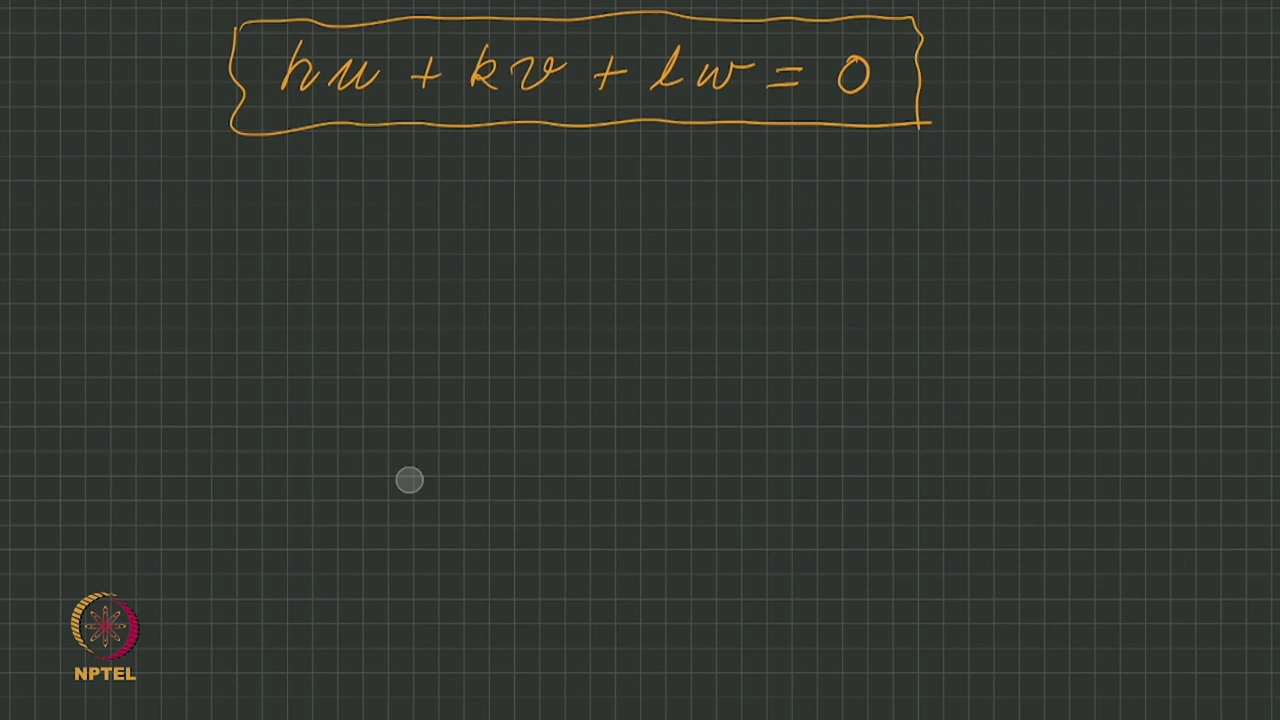 hu + kv + lw = 0
NPTEL